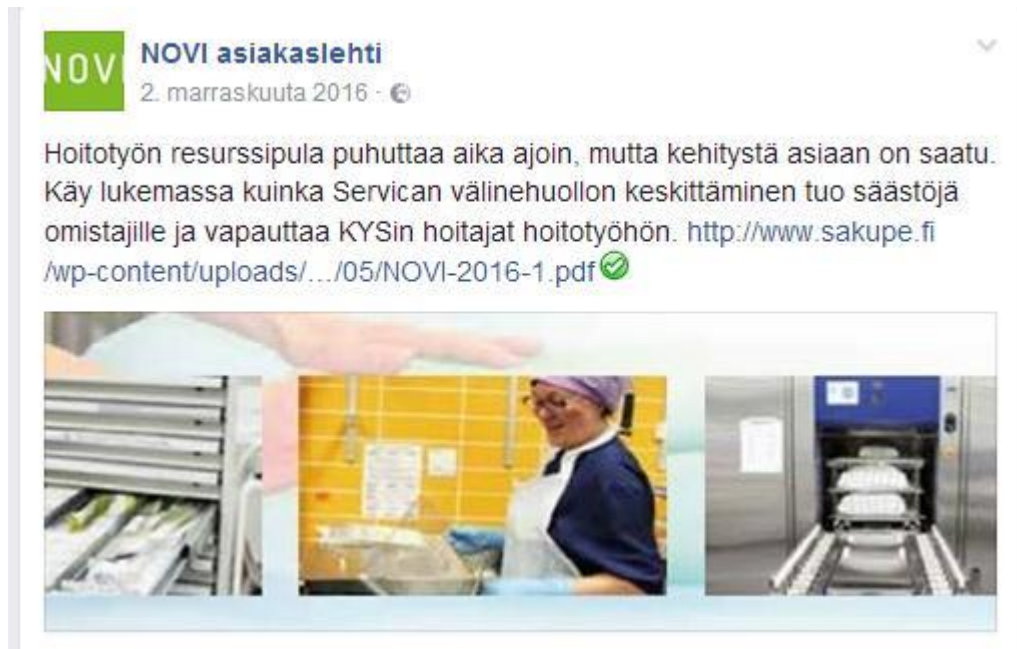 NOVI
NOVI asiakaslehti
2. marraskuuta 2016 ·
Hoitotyön resurssipula puhuttaa aika ajoin, mutta kehitystä asiaan on saatu.
Käy lukemassa kuinka Servican välinehuollon keskittäminen tuo säästöjä
omistajille ja vapauttaa KYSin hoitajat hoitotyöhön. http://www.sakupe.fi
/wp-content/uploads/…/05/NOVI-2016-1.pdf